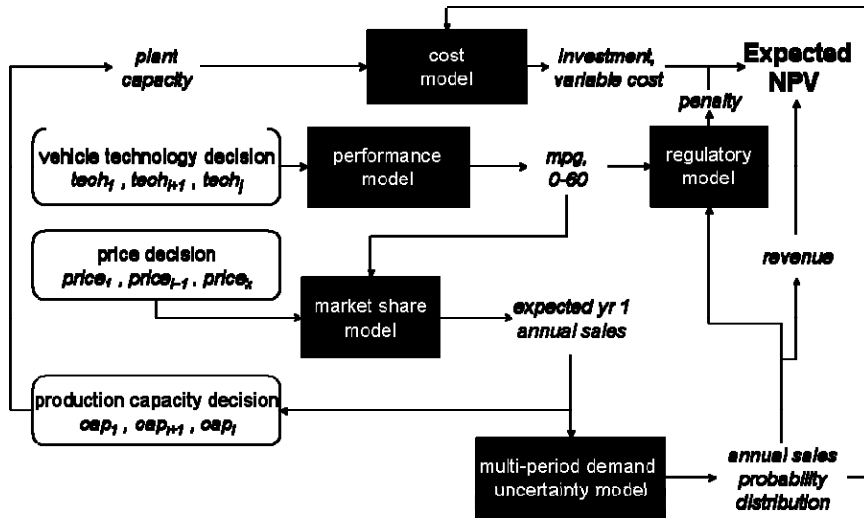 plant
capacity
cost
model
investment,
variable cost
Expected
NPV
penalty
vehicle technology decision
tech₁ , techᵢ₊₁ , techⱼ
performance
model
mpg,
0-60
regulatory
model
price decision
price₁ , priceᵢ₋₁ , priceₖ
market share
model
expected yr 1
annual sales
revenue
production capacity decision
cap₁ , capᵢ₊₁ , capₗ
multi-period demand
uncertainty model
annual sales
probability
distribution